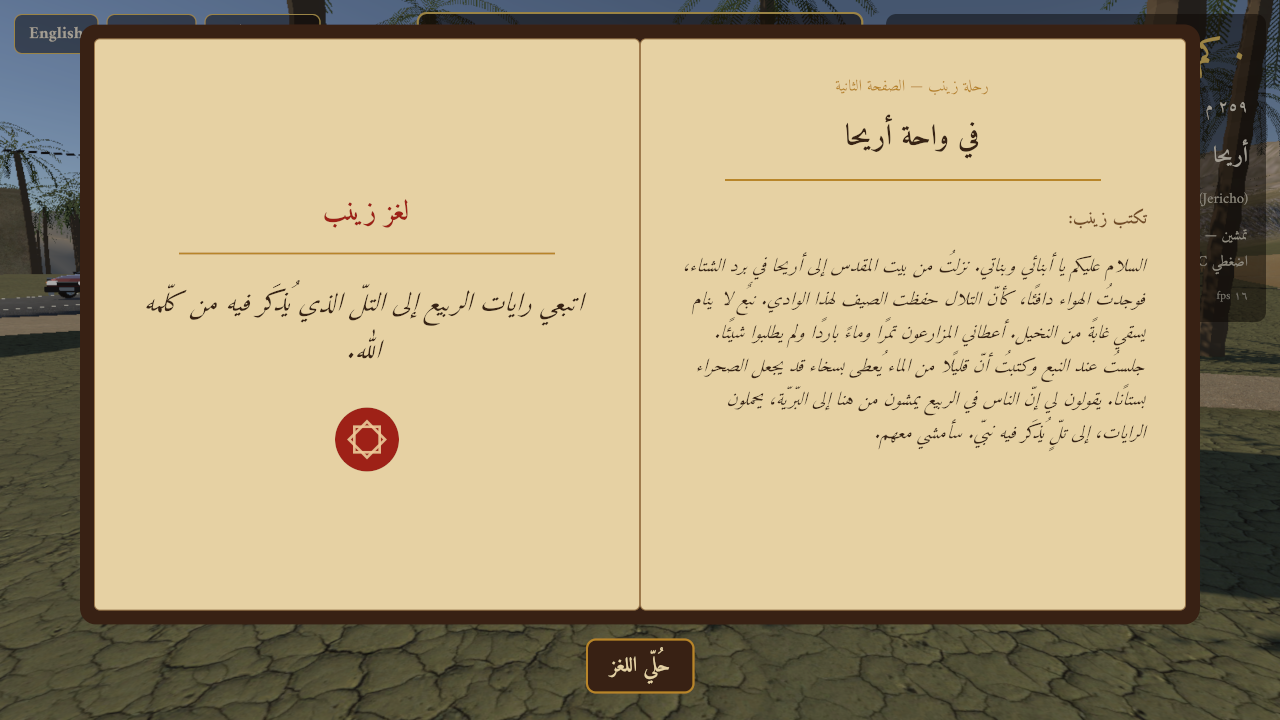 English
رحلة زينب — الصفحة الثانية
في واحة أريحا
تكتب زينب:
السلام عليكم يا أبنائي وبناتي. نزلتُ من بيت المقدس إلى أريحا في برد الشتاء،
فوجدتُ الهواء دافئًا، كأنّ التلال حفظت الصيف لهذا الوادي. نبعٌ لا ينام
يسقي غابةً من النخيل. أعطاني المزارعون تمرًا وماءً باردًا ولم يطلبوا شيئًا.
جلستُ عند النبع وكتبتُ أنّ قليلًا من الماء يُعطى بسخاء قد يجعل الصحراء
بستانًا. يقولون لي إنّ الناس في الربيع يمشون من هنا إلى البرّيّة، يحملون
الرايات، إلى تلٍّ يُذكَر فيه نبيّ. سأمشي معهم.
لغز زينب
اتبعي رايات الربيع إلى التلّ الذي يُذكَر فيه من كلّمه
الله.
حُلّي اللغز
٢٥٩ م
أريحا
(Jericho)
تمشين —
اضغطي C
١٦ fps